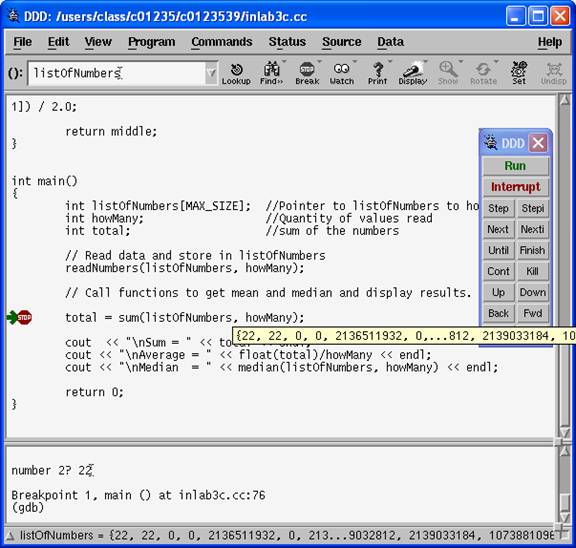 DDD: /users/class/c01235/c0123539/inlab3c.cc
File Edit View Program Commands Status Source Data Help
(): listOfNumbers
Lookup Find>> Break Watch Print Display Show Rotate Set Undisp
1]) / 2.0;
return middle;
}
int main()
{
int listOfNumbers[MAX_SIZE]; //Pointer to listOfNumbers to ho
int howMany; //Quantity of values read
int total; //sum of the numbers
// Read data and store in listOfNumbers
readNumbers(listOfNumbers, howMany);
// Call functions to get mean and median and display results.
STOP total = sum(listOfNumbers, howMany);
{22, 22, 0, 0, 2136511932, 0,...812, 2139033184, 10
cout << "\nSum = " << total << endl;
cout << "\nAverage = " << float(total)/howMany << endl;
cout << "\nMedian = " << median(listOfNumbers, howMany) << endl;
return 0;
}
DDD
Run
Interrupt
Step Stepi
Next Nexti
Until Finish
Cont Kill
Up Down
Back Fwd
number 2? 22
Breakpoint 1, main () at inlab3c.cc:76
(gdb)
listOfNumbers = {22, 22, 0, 0, 2136511932, 0, 213...9032812, 2139033184, 1073881096